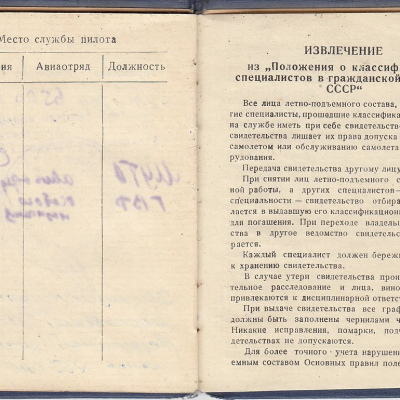 Место службы пилота
ия Авиаотряд Должность
ИЗВЛЕЧЕНИЕ
из „Положения о классиф
специалистов в гражданской
СССР“
Все лица летно-подъемного состава,
гие специалисты, прошедшие классифика
на службе иметь при себе свидетельство
свидетельства лишает их права допуска
самолетом или обслуживанию самолета
рудования.
Передача свидетельства другому лицу
При снятии лиц летно-подъемного с
ной работы, а других специалистов—
специальности — свидетельство отбира
ется в выдавшую его классификационн
для погашения. При переходе владель
ства в другое ведомство свидетельств
рается.
Каждый специалист должен бережн
к хранению свидетельства.
В случае утери свидетельства произ
тельное расследование и лица, вино
привлекаются к дисциплинарной ответст
При выдаче свидетельства все граф
должны быть заполнены чернилами ч
Никакие исправления, помарки, подч
детельствах не допускаются.
Для более точного учета нарушени
емным составом Основных правил поле